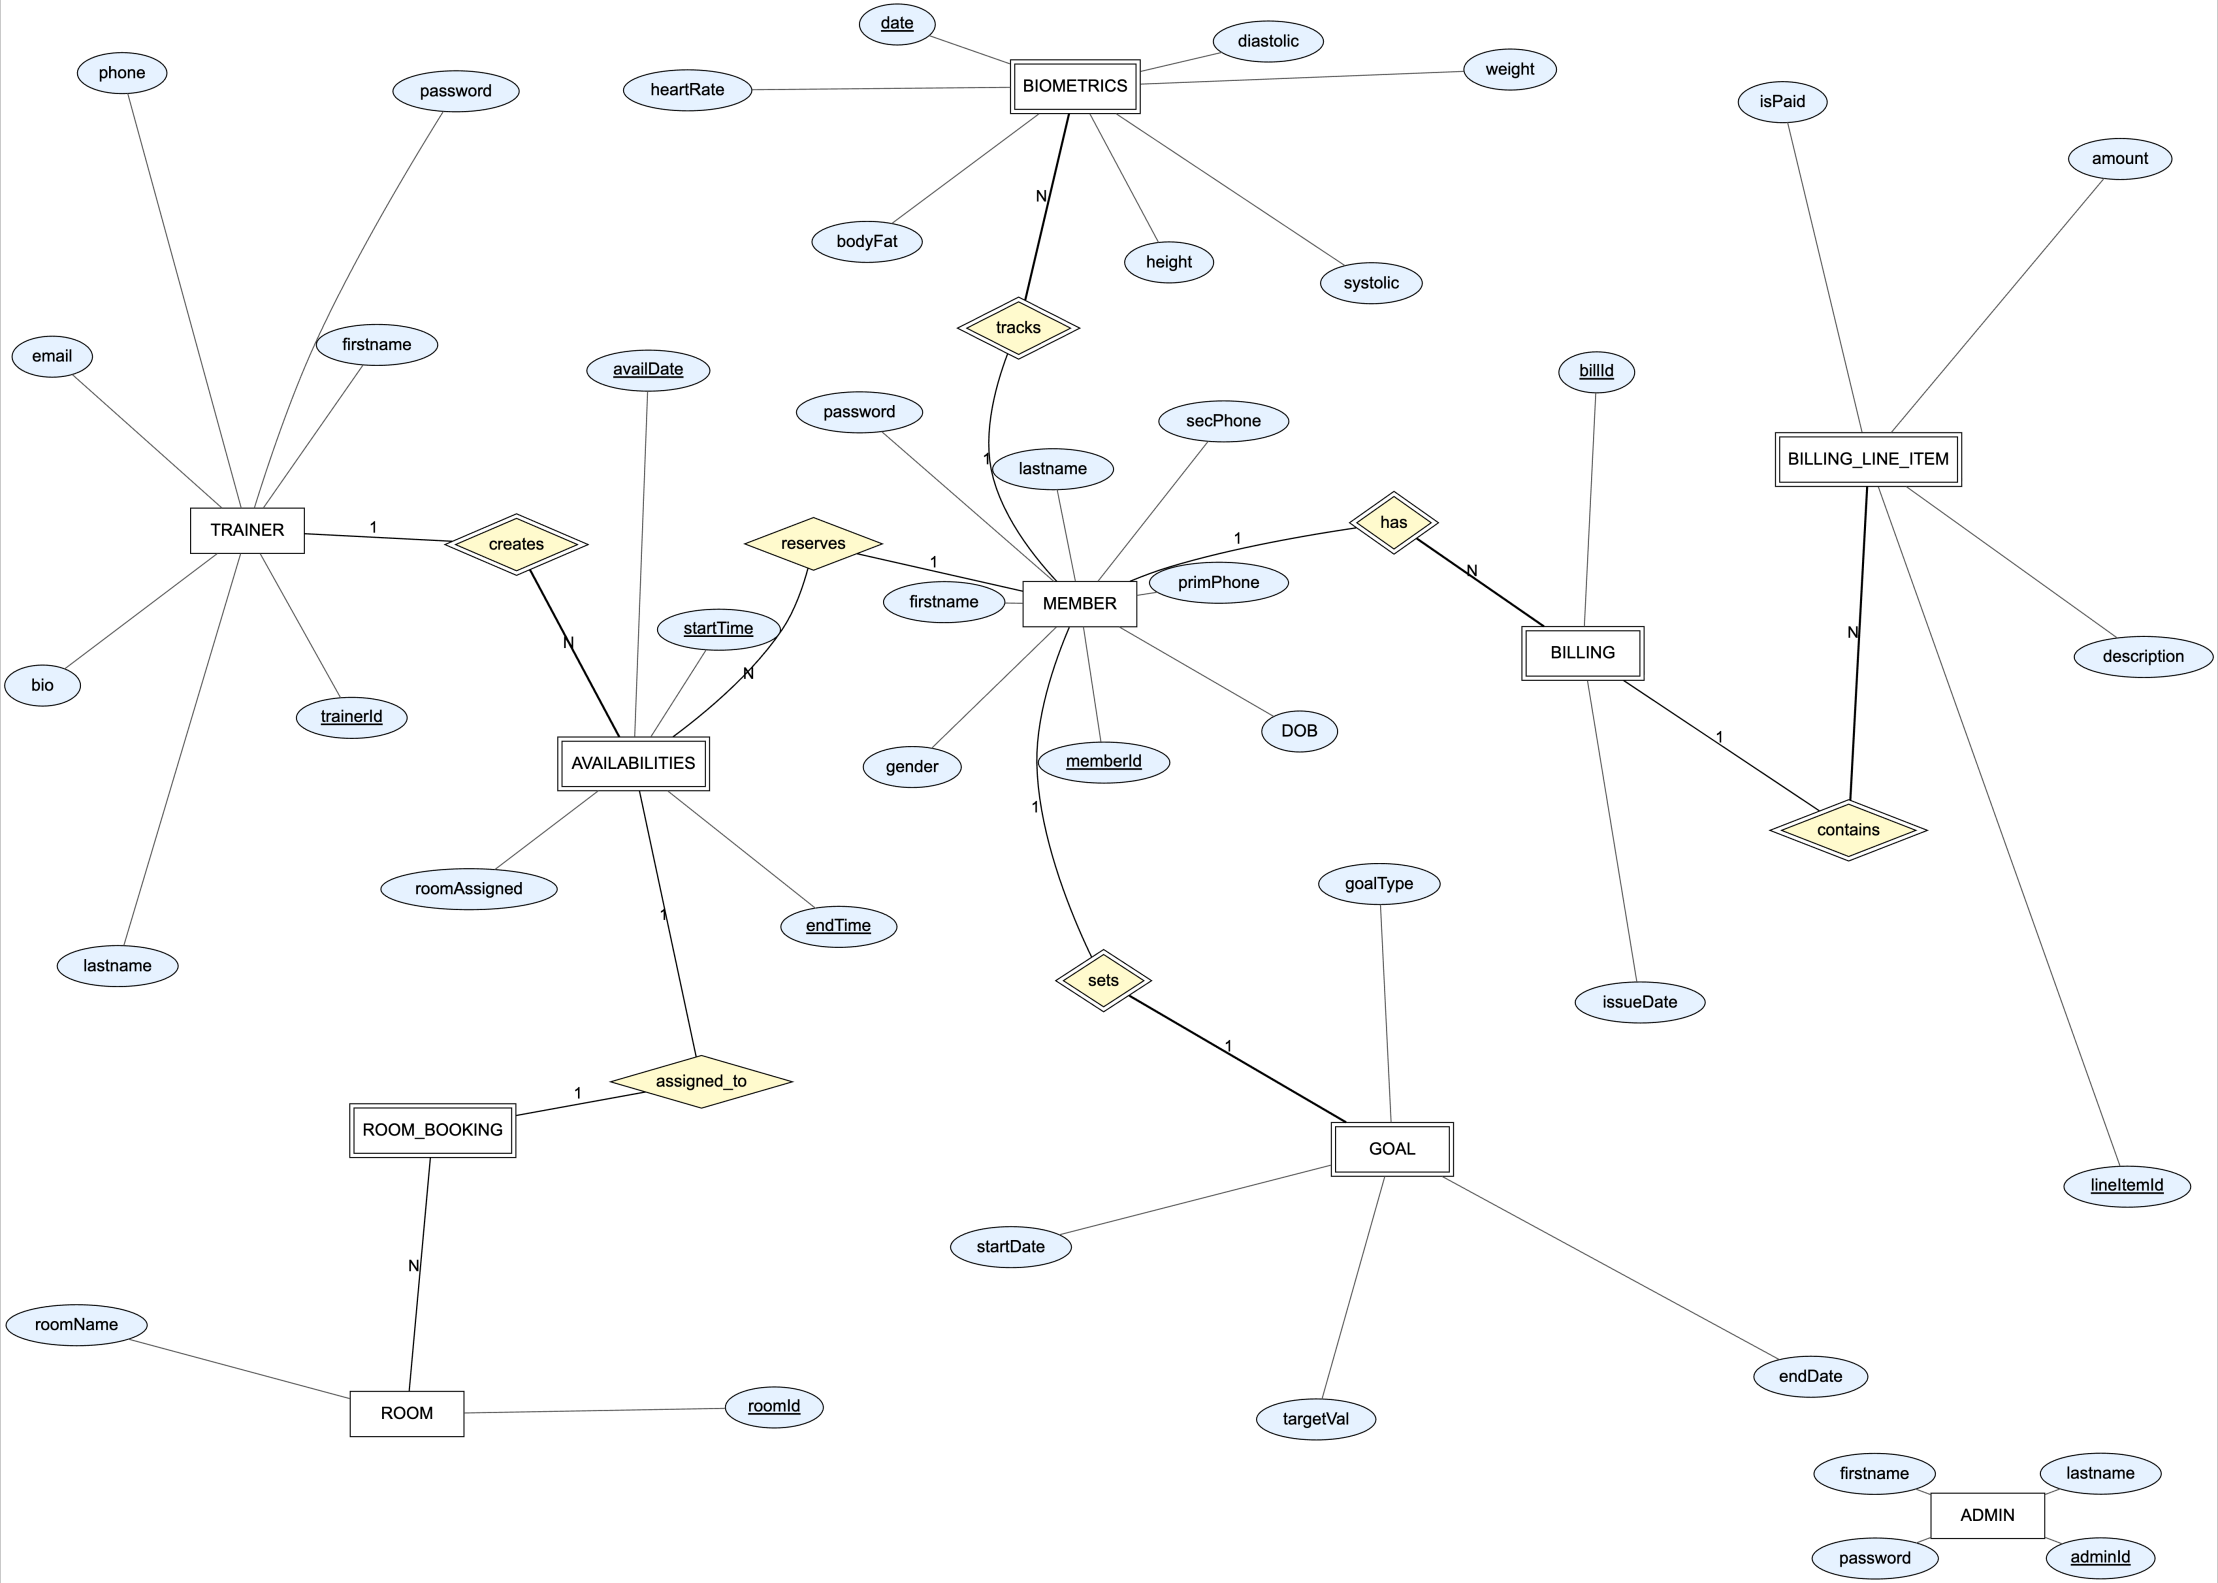 date
diastolic
weight
phone
password
heartRate
BIOMETRICS
isPaid
amount
N
bodyFat
height
systolic
tracks
email
firstname
availDate
billId
password
secPhone
1
lastname
BILLING_LINE_ITEM
TRAINER
1
creates
reserves
1
has
1
N
primPhone
firstname
MEMBER
startTime
N
N
N
BILLING
description
bio
trainerId
N
DOB
gender
memberId
1
AVAILABILITIES
1
contains
roomAssigned
endTime
1
goalType
lastname
sets
issueDate
1
assigned_to
1
ROOM_BOOKING
GOAL
lineItemId
startDate
N
roomName
endDate
ROOM
roomId
targetVal
firstname
lastname
ADMIN
password
adminId